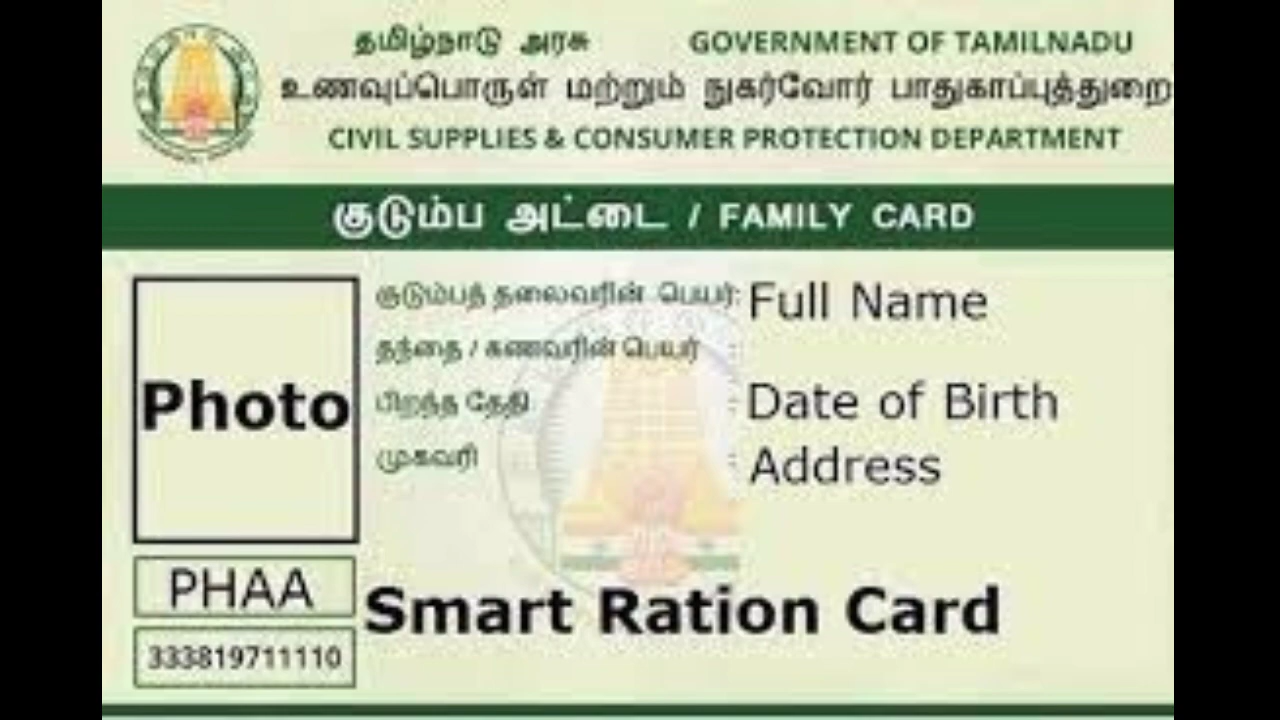 தமிழ்நாடு அரசு GOVERNMENT OF TAMILNADU
உணவுப்பொருள் மற்றும் நுகர்வோர் பாதுகாப்புத்துறை
CIVIL SUPPLIES & CONSUMER PROTECTION DEPARTMENT
குடும்ப அட்டை / FAMILY CARD
குடும்பத் தலைவரின் பெயர்: Full Name
தந்தை / கணவரின் பெயர் :
பிறந்த தேதி : Date of Birth
முகவரி : Address
Photo
PHAA
Smart Ration Card
333819711110